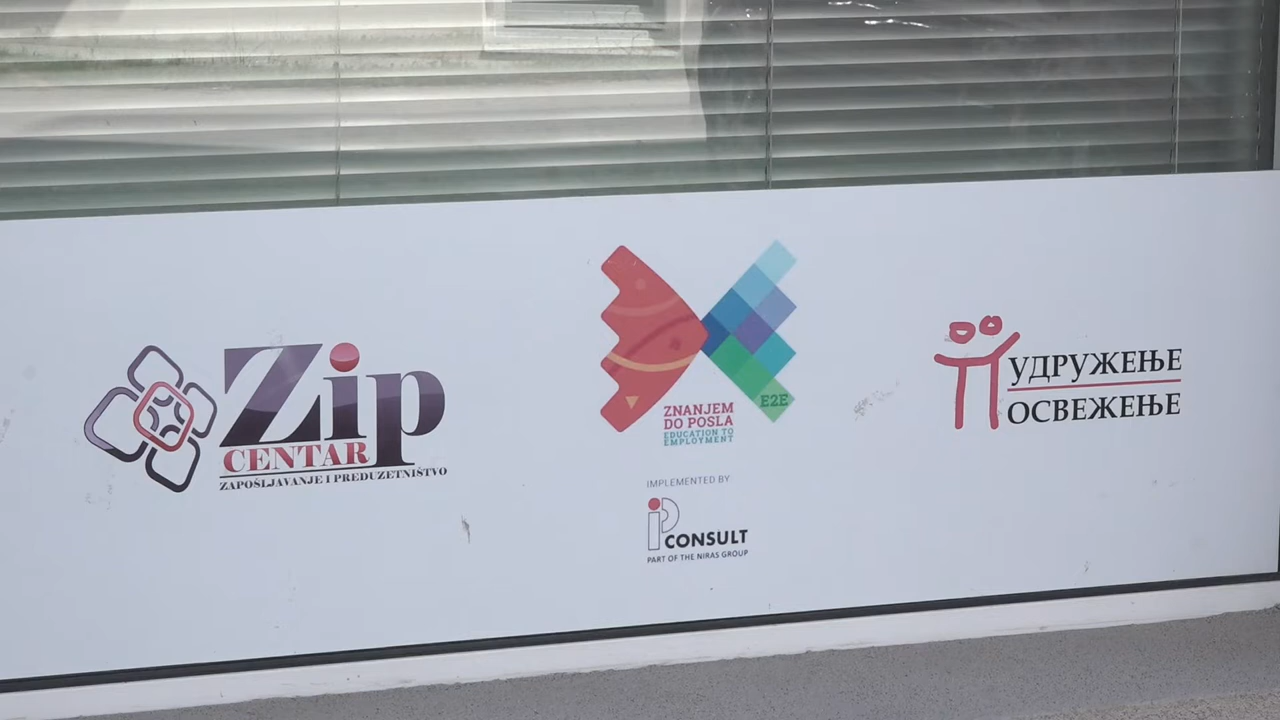 Zip
CENTAR
ZAPOŠLJAVANJE I PREDUZETNIŠTVO
E2E
ZNANJEM
DO POSLA
EDUCATION TO
EMPLOYMENT
IMPLEMENTED BY
ip
CONSULT
PART OF THE NIRAS GROUP
УДРУЖЕЊЕ
ОСВЕЖЕЊЕ